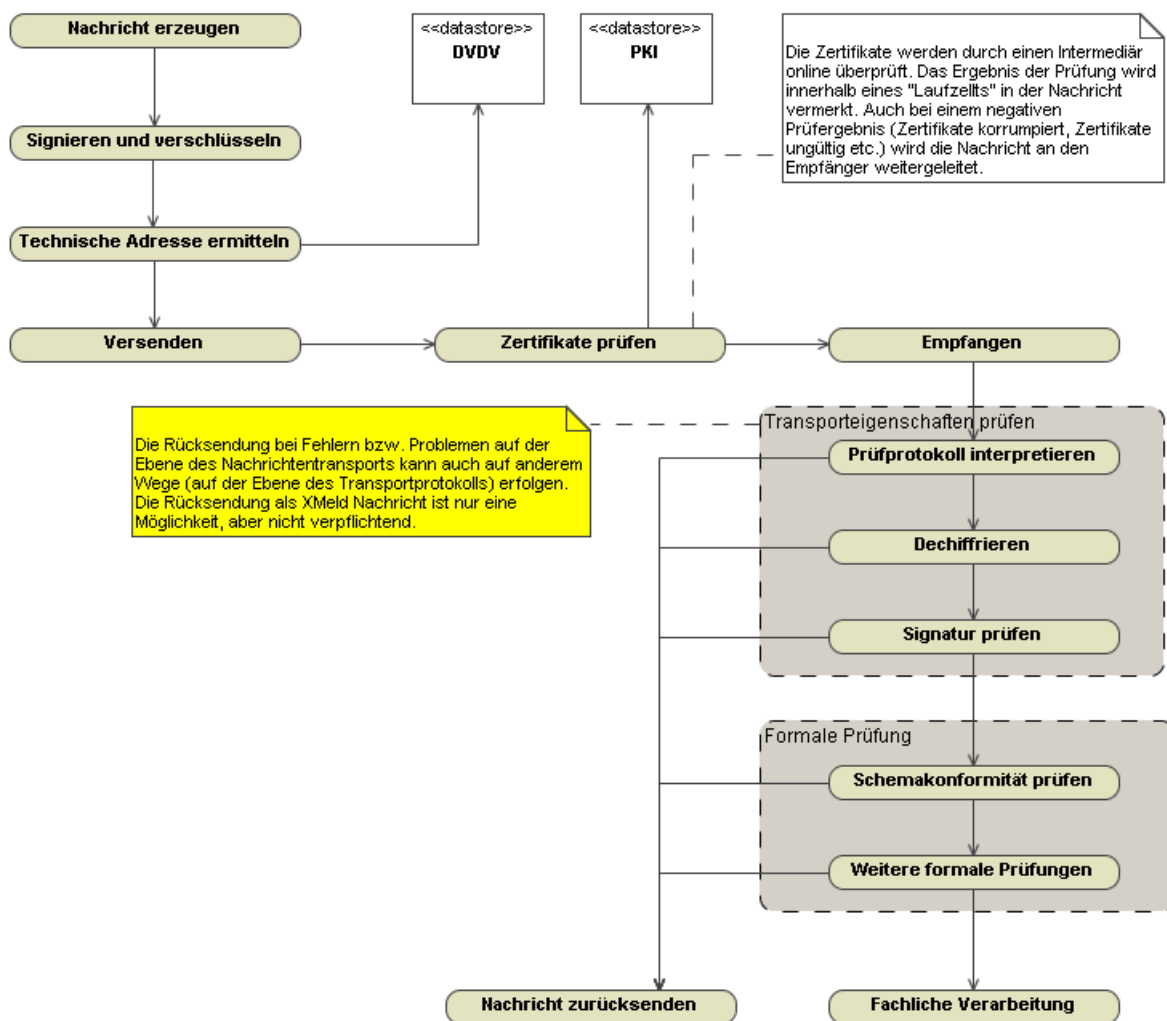 Nachricht erzeugen
<<datastore>>
DVDV
<<datastore>>
PKI
Die Zertifikate werden durch einen Intermediär
online überprüft. Das Ergebnis der Prüfung wird
innerhalb eines "Laufzellts" in der Nachricht
vermerkt. Auch bei einem negativen
Prüfergebnis (Zertifikate korrumpiert, Zertifikate
ungültig etc.) wird die Nachricht an den
Empfänger weitergeleitet.
Signieren und verschlüsseln
Technische Adresse ermitteln
Versenden
Zertifikate prüfen
Empfangen
Die Rücksendung bei Fehlern bzw. Problemen auf der
Ebene des Nachrichtentransports kann auch auf anderem
Wege (auf der Ebene des Transportprotokolls) erfolgen.
Die Rücksendung als XMeld Nachricht ist nur eine
Möglichkeit, aber nicht verpflichtend.
Transporteigenschaften prüfen
Prüfprotokoll interpretieren
Dechiffrieren
Signatur prüfen
Formale Prüfung
Schemakonformität prüfen
Weitere formale Prüfungen
Nachricht zurücksenden
Fachliche Verarbeitung